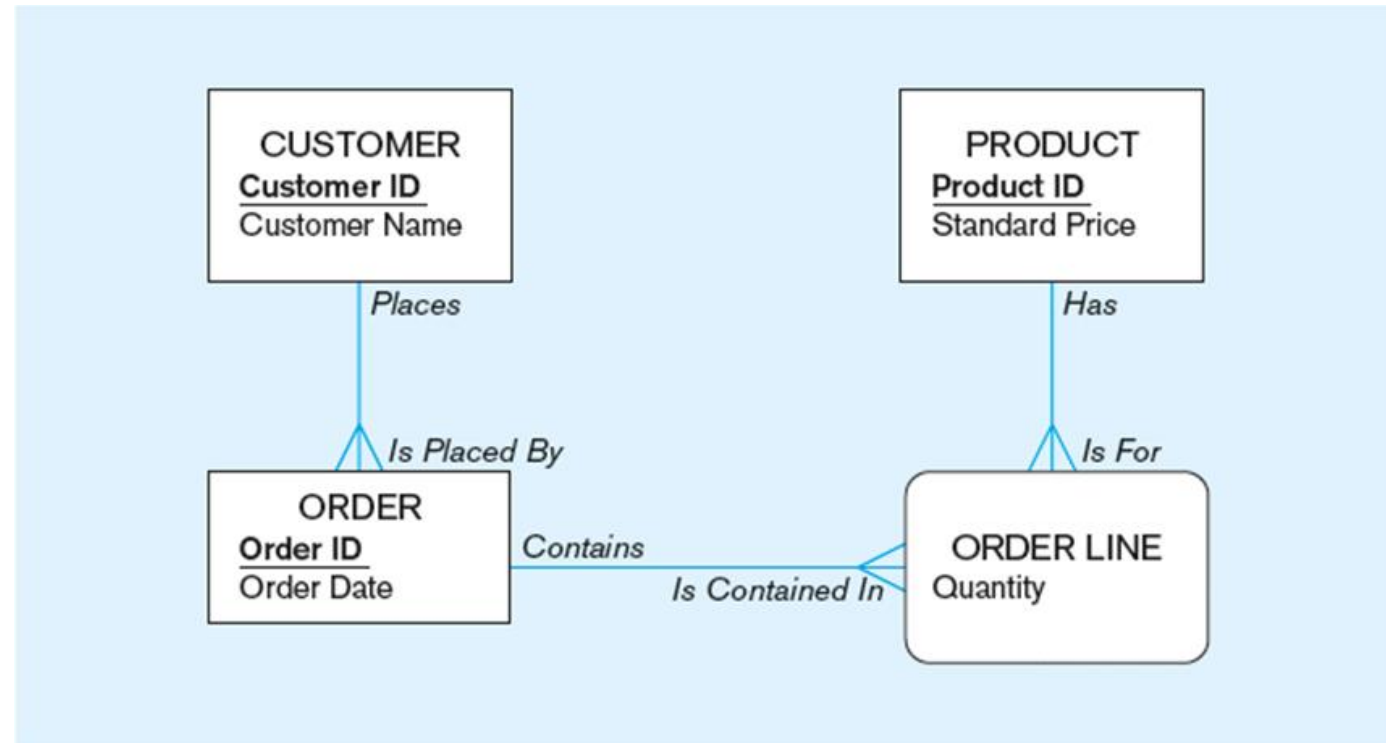 CUSTOMER
Customer ID
Customer Name
Places
Is Placed By
ORDER
Order ID
Order Date
Contains
Is Contained In
PRODUCT
Product ID
Standard Price
Has
Is For
ORDER LINE
Quantity